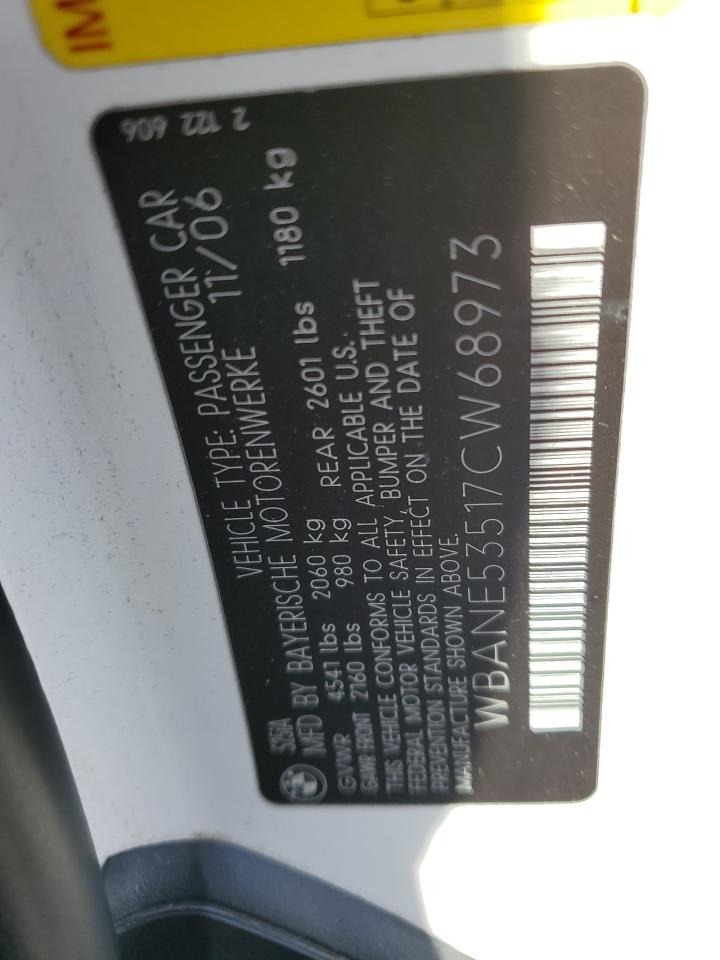 IM
2 122 606
525I4
VEHICLE TYPE: PASSENGER CAR
MFD BY BAYERISCHE MOTORENWERKE 11/06
GVWR 4541 lbs 2060 kg
GAWR FRONT 2160 lbs 980 kg REAR 2601 lbs 1180 kg
THIS VEHICLE CONFORMS TO ALL APPLICABLE U.S.
FEDERAL MOTOR VEHICLE SAFETY, BUMPER AND THEFT
PREVENTION STANDARDS IN EFFECT ON THE DATE OF
MANUFACTURE SHOWN ABOVE.
WBANE53517CW68973